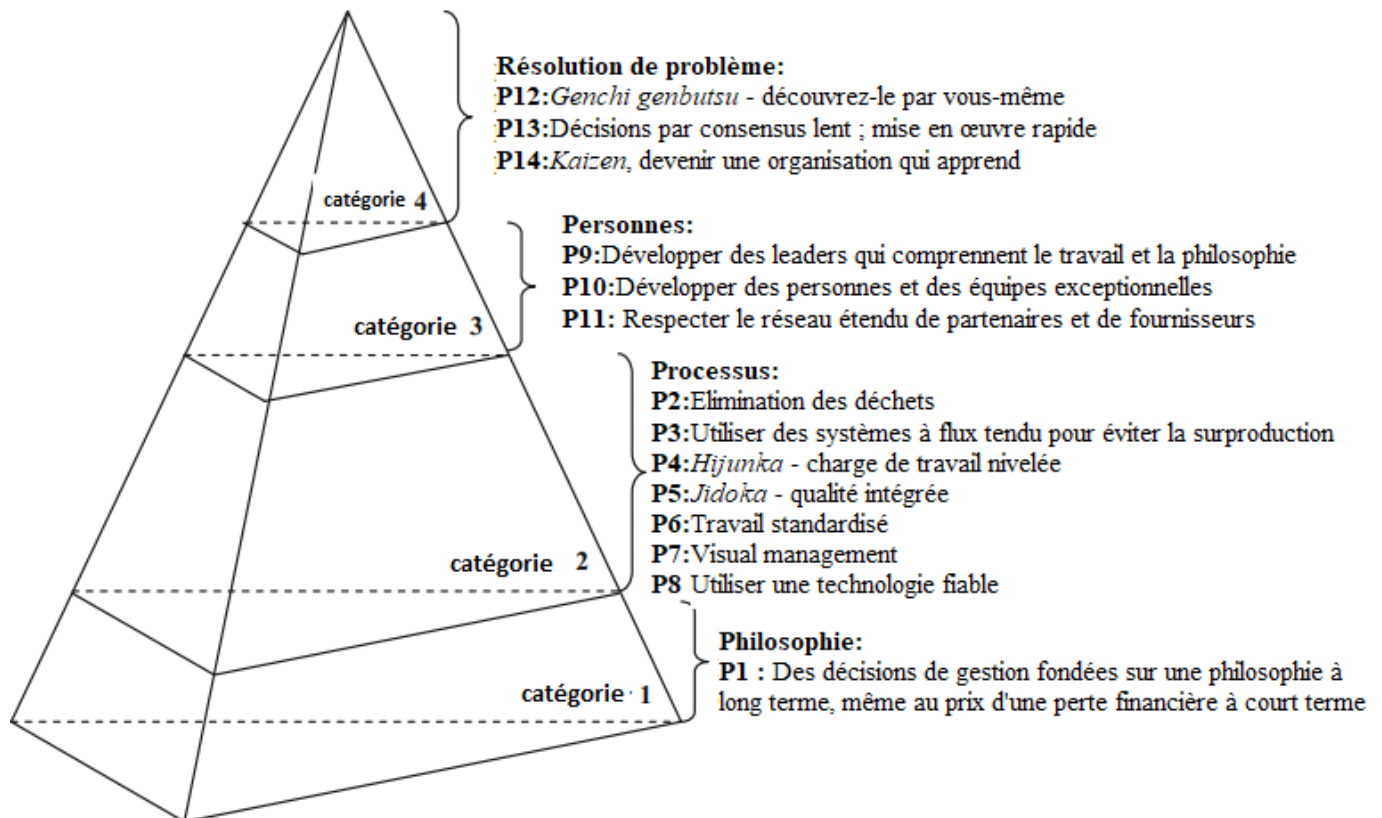 Résolution de problème:
P12:Genchi genbutsu - découvrez-le par vous-même
P13:Décisions par consensus lent ; mise en œuvre rapide
P14:Kaizen, devenir une organisation qui apprend
catégorie 4
Personnes:
P9:Développer des leaders qui comprennent le travail et la philosophie
P10:Développer des personnes et des équipes exceptionnelles
P11: Respecter le réseau étendu de partenaires et de fournisseurs
catégorie 3
Processus:
P2:Elimination des déchets
P3:Utiliser des systèmes à flux tendu pour éviter la surproduction
P4:Hijunka - charge de travail nivelée
P5:Jidoka - qualité intégrée
P6:Travail standardisé
P7:Visual management
P8 Utiliser une technologie fiable
catégorie 2
Philosophie:
P1 : Des décisions de gestion fondées sur une philosophie à
long terme, même au prix d'une perte financière à court terme
catégorie 1